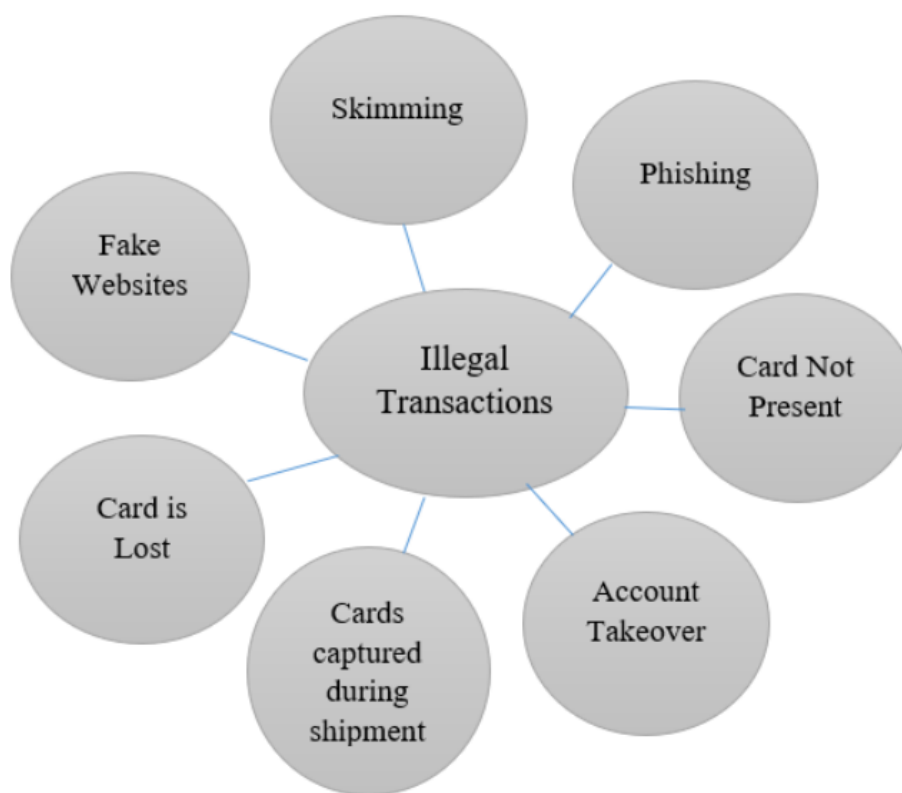 Skimming
Phishing
Fake
Websites
Illegal
Transactions
Card Not
Present
Card is
Lost
Account
Takeover
Cards
captured
during
shipment